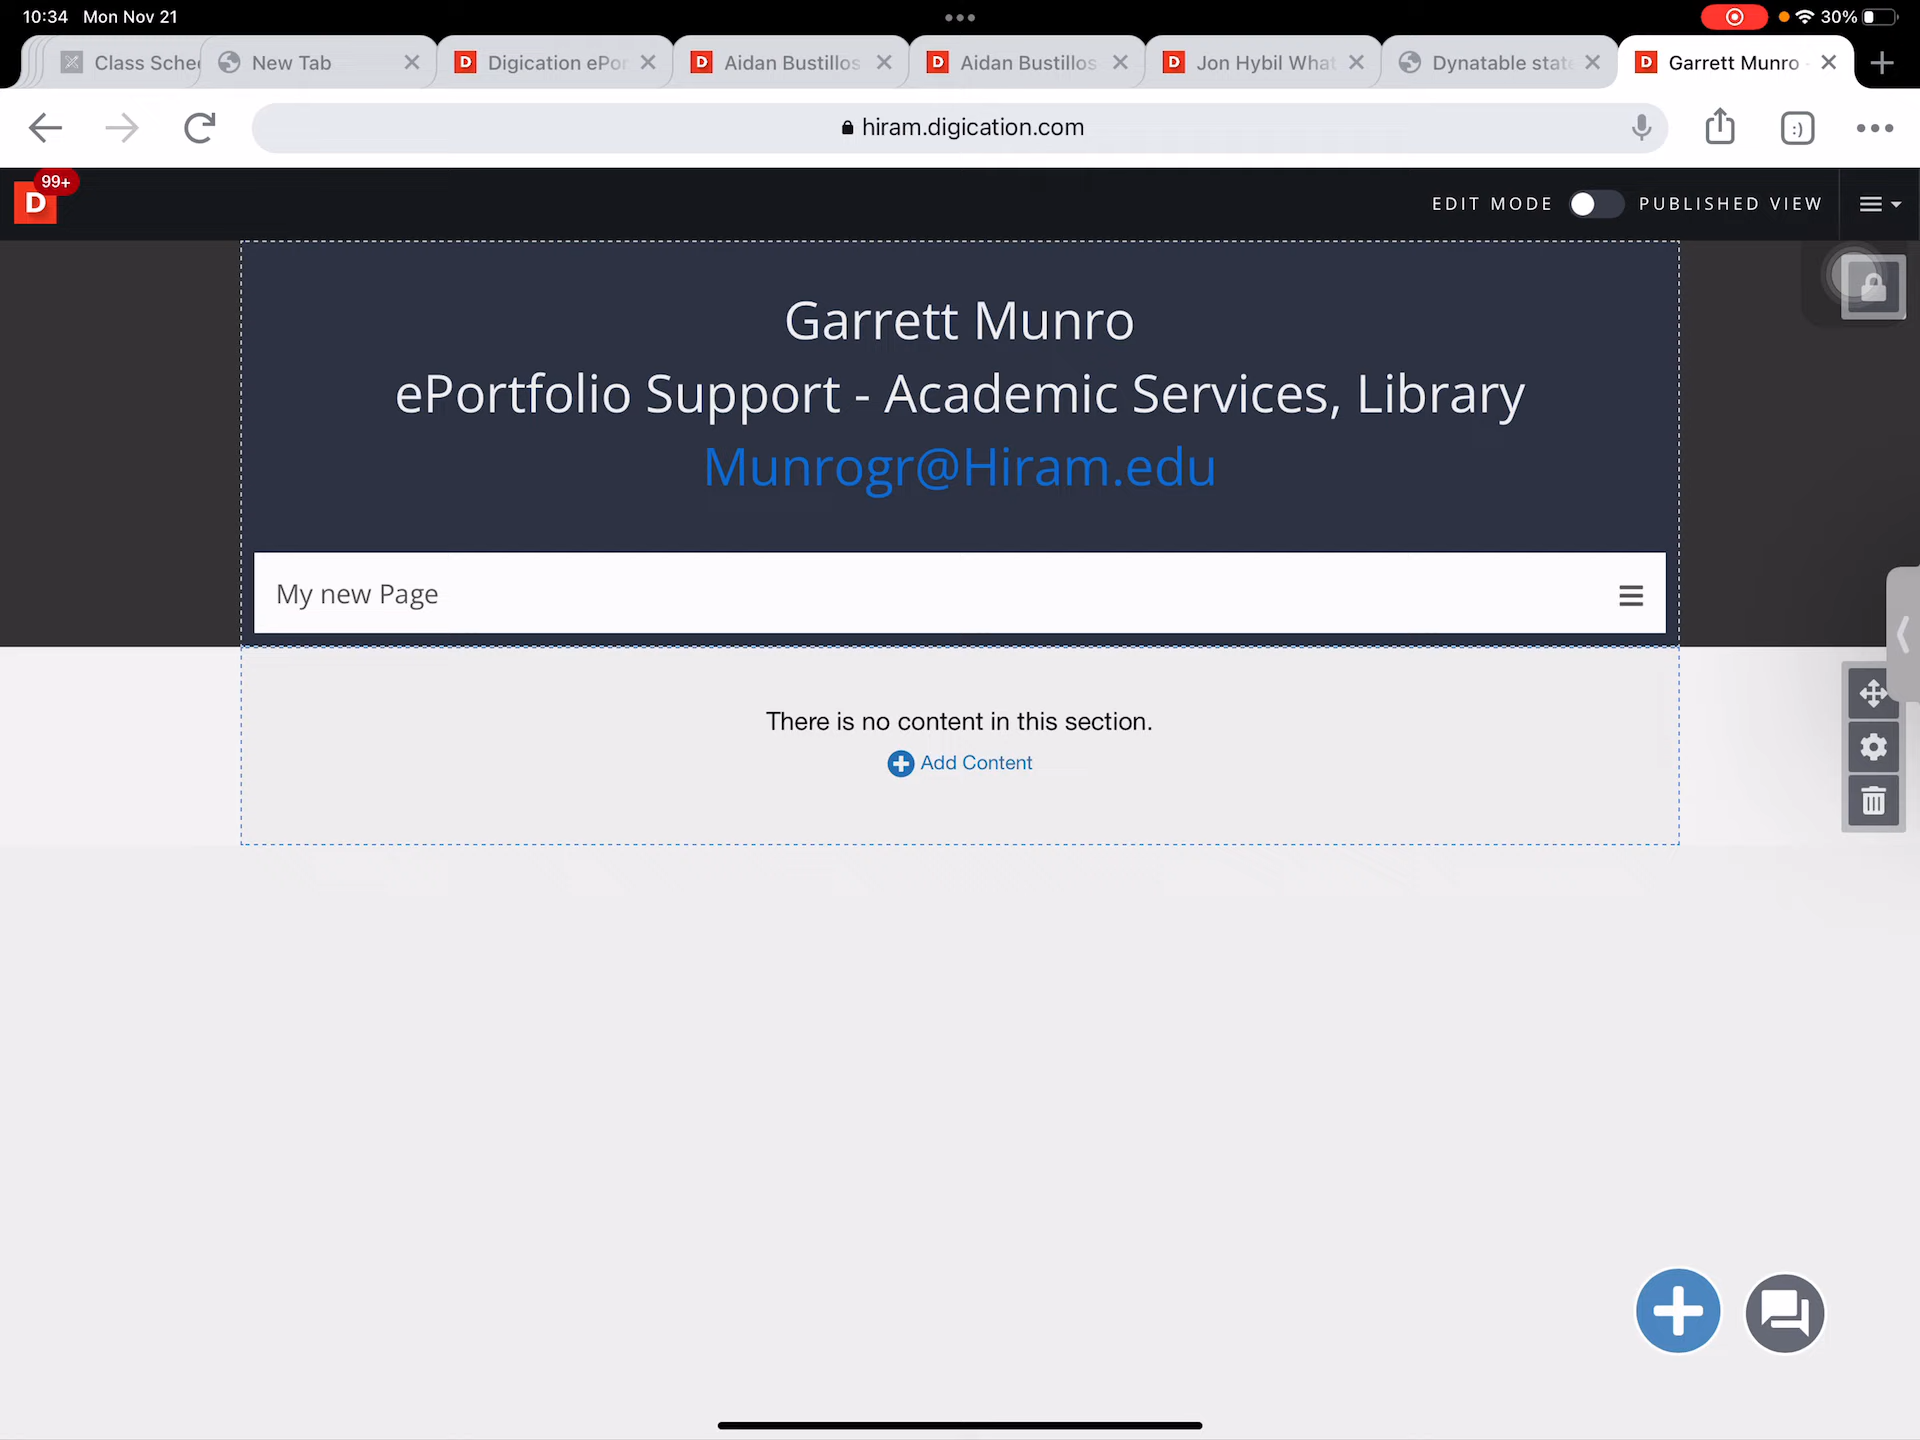 10:34 Mon Nov 21
30%
Class Sche
New Tab
Digication ePor
Aidan Bustillos
Aidan Bustillos
Jon Hybil What
Dynatable state
Garrett Munro -
hiram.digication.com
:)
D
99+
EDIT MODE
PUBLISHED VIEW
Garrett Munro
ePortfolio Support - Academic Services, Library
Munrogr@Hiram.edu
My new Page
There is no content in this section.
Add Content